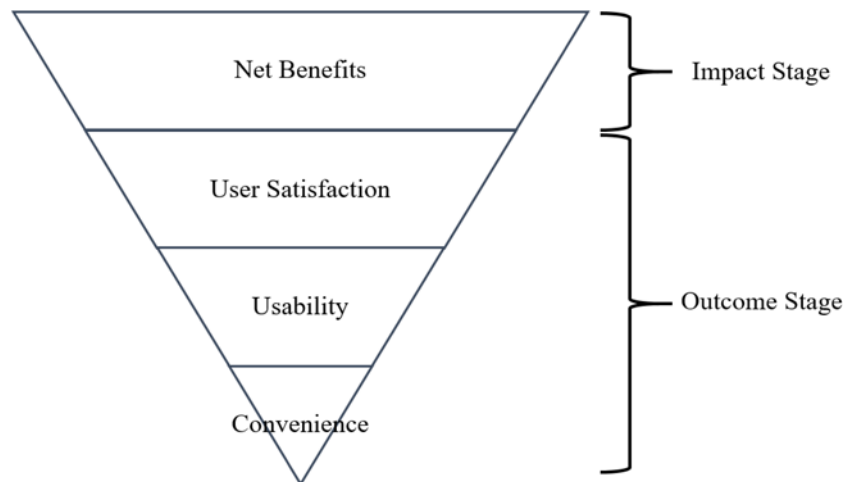 Net Benefits
Impact Stage
User Satisfaction
Outcome Stage
Usability
Convenience